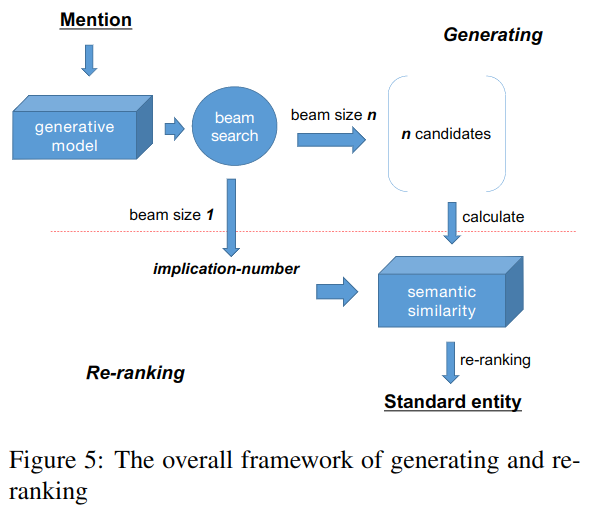 Mention
Generating
generative
model
beam
search
beam size n
n candidates
beam size 1
calculate
implication-number
semantic
similarity
re-ranking
Re-ranking
Standard entity
Figure 5: The overall framework of generating and re-
ranking